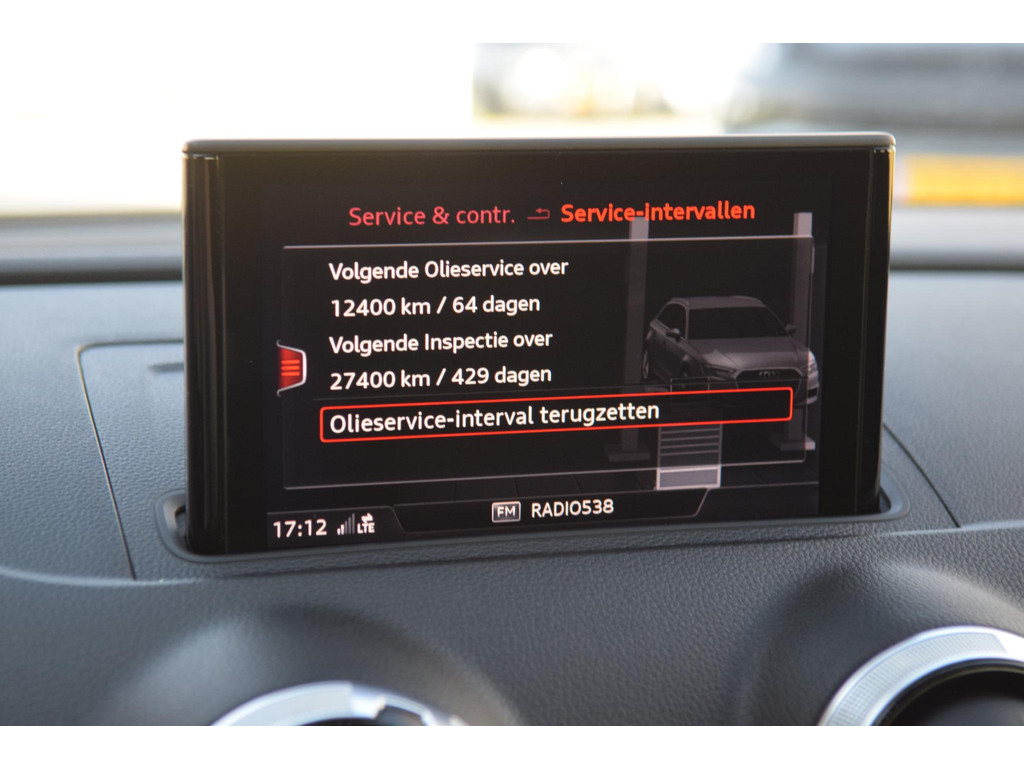 Service & contr. Service-intervallen
Volgende Olieservice over
12400 km / 64 dagen
Volgende Inspectie over
27400 km / 429 dagen
Olieservice-interval terugzetten
17:12 LTE FM RADIO538